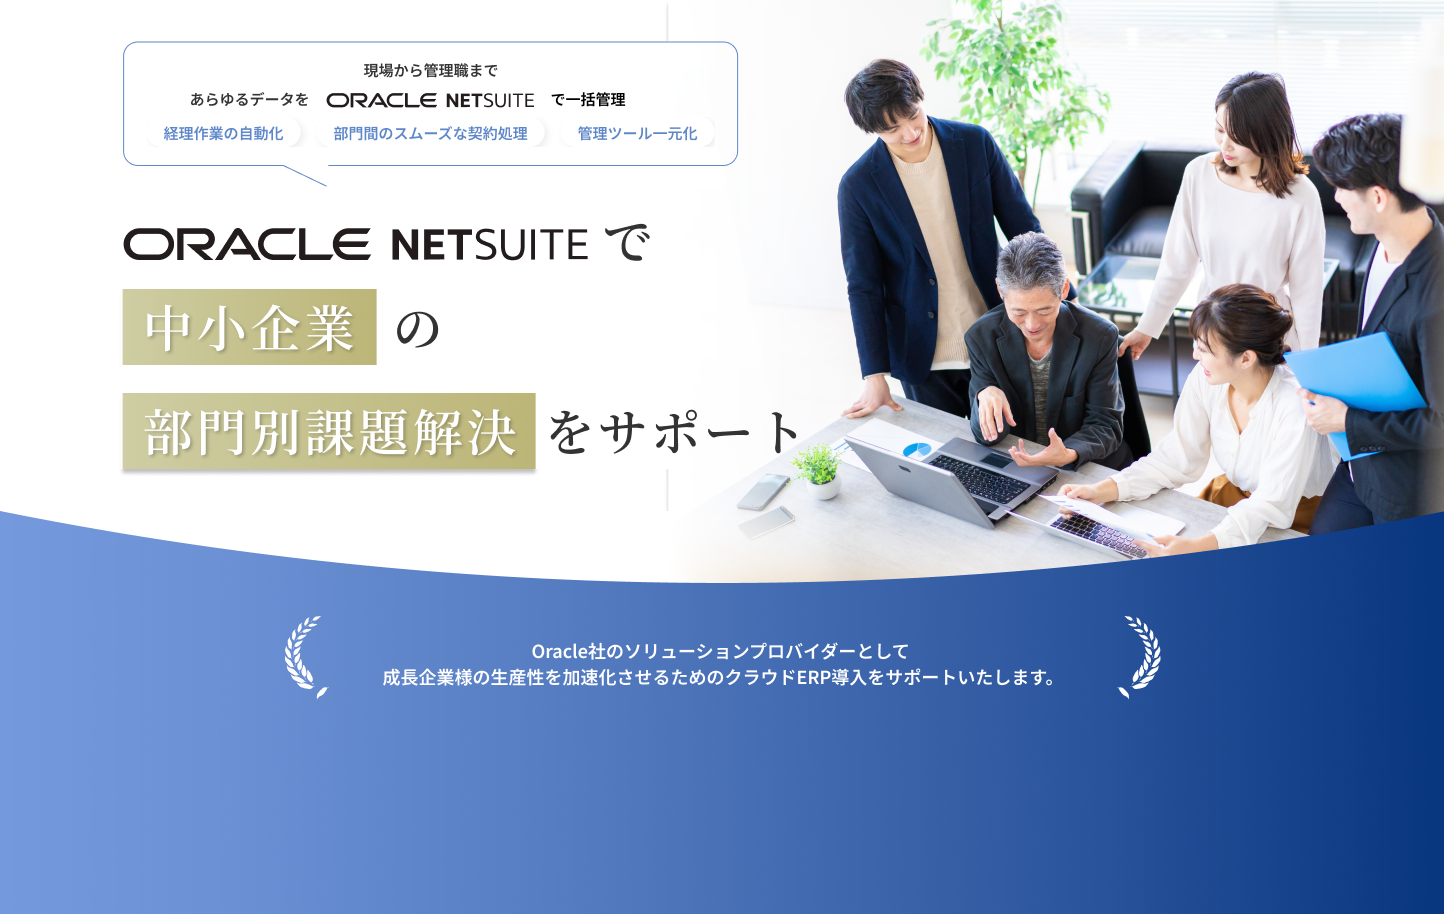 現場から管理職まで
あらゆるデータを ORACLE NETSUITE で一括管理
経理作業の自動化 部門間のスムーズな契約処理 管理ツール一元化
ORACLE NETSUITE で
中小企業 の
部門別課題解決 をサポート
Oracle社のソリューションプロバイダーとして
成長企業様の生産性を加速化させるためのクラウドERP導入をサポートいたします。